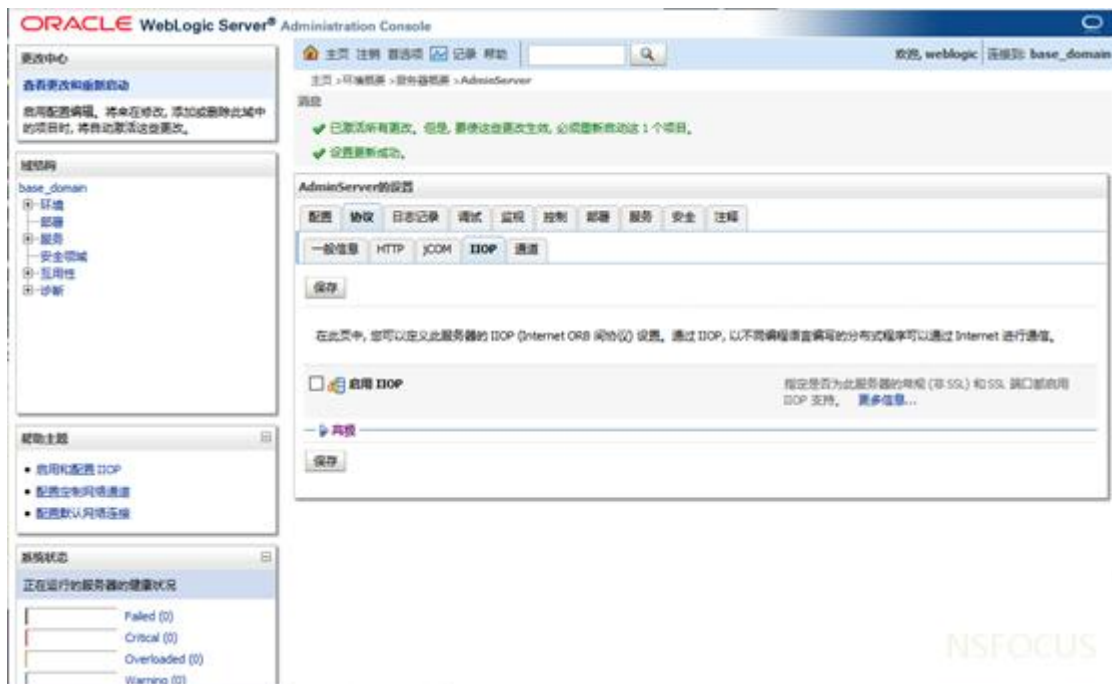 ORACLE WebLogic Server® Administration Console
更改中心
查看更改和重新启动
启用配置编辑。将来在修改, 添加或删除此域中
的项目时, 将自动激活这些更改。
域结构
base_domain
环境
部署
服务
安全领域
互用性
诊断
帮助主题
启用和配置 IIOP
配置定制网络通道
配置默认网络连接
系统状态
正在运行的服务器的健康状况
Failed (0)
Critical (0)
Overloaded (0)
Warning (0)
主页 注销 首选项 记录 帮助
欢迎, weblogic 连接到: base_domain
主页 >环境概要 >服务器概要 >AdminServer
消息
已激活所有更改。但是, 要使这些更改生效, 必须重新启动这 1 个项目。
设置更新成功。
AdminServer的设置
配置 协议 日志记录 调试 监视 控制 部署 服务 安全 注释
一般信息 HTTP jCOM IIOP 通道
保存
在此页中, 您可以定义此服务器的 IIOP (Internet ORB 间协议) 设置。通过 IIOP, 以不同编程语言编写的分布式程序可以通过 Internet 进行通信。
启用 IIOP
指定是否为此服务器的常规 (非 SSL) 和 SSL 端口都启用
IIOP 支持。 更多信息...
高级
保存
NSFOCUS